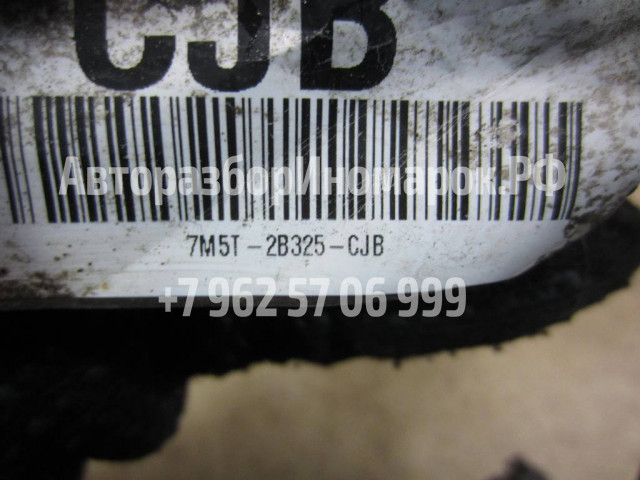 CJB
АвторазборИномарок.РФ
7M5T-2B325-CJB
+7 962 57 06 999